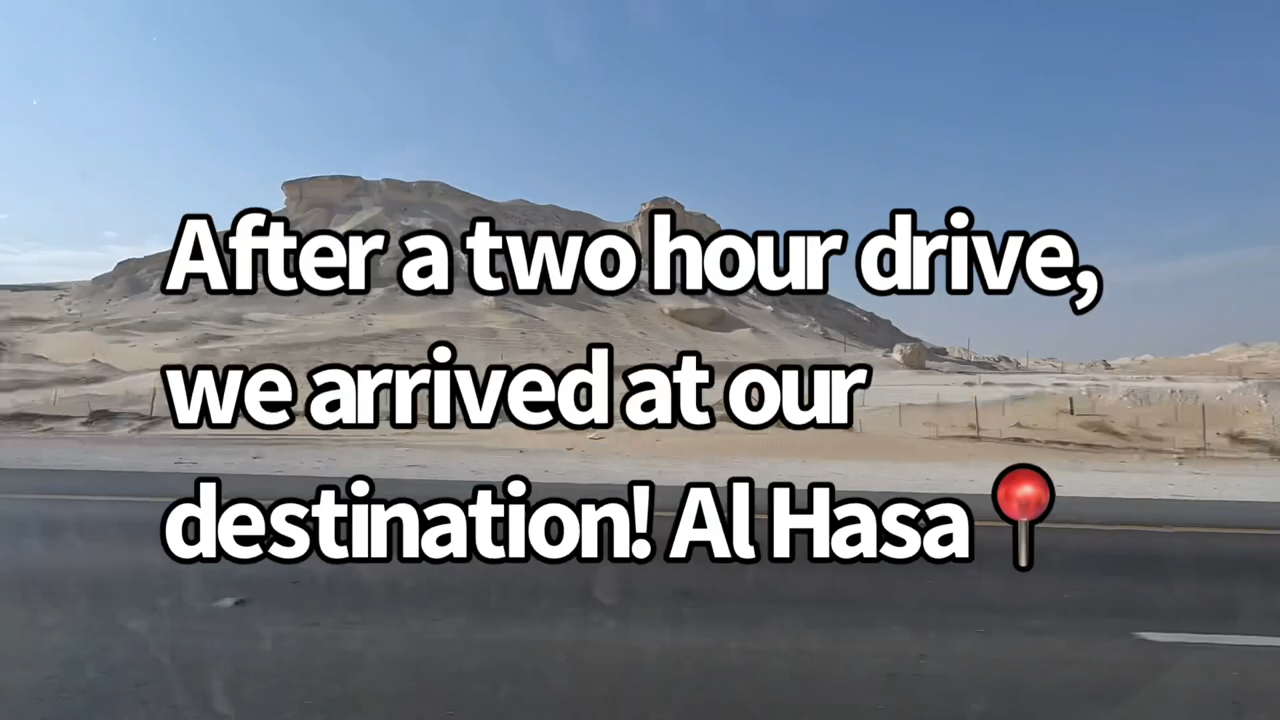 After a two hour drive,
we arrived at our
destination! Al Hasa📍